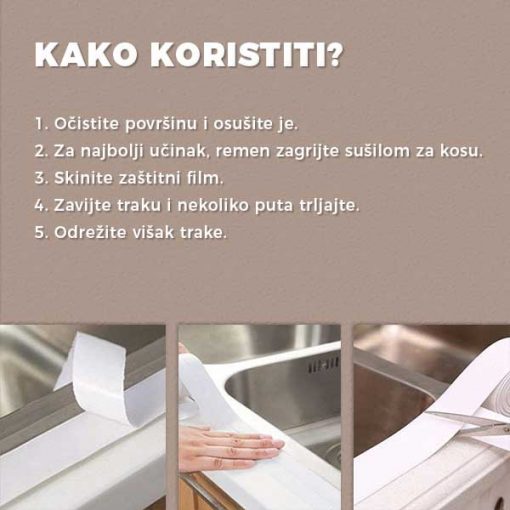 KAKO KORISTITI?
1. Očistite površinu i osušite je.
2. Za najbolji učinak, remen zagrijte sušilom za kosu.
3. Skinite zaštitni film.
4. Zavijte traku i nekoliko puta trljajte.
5. Odrežite višak trake.